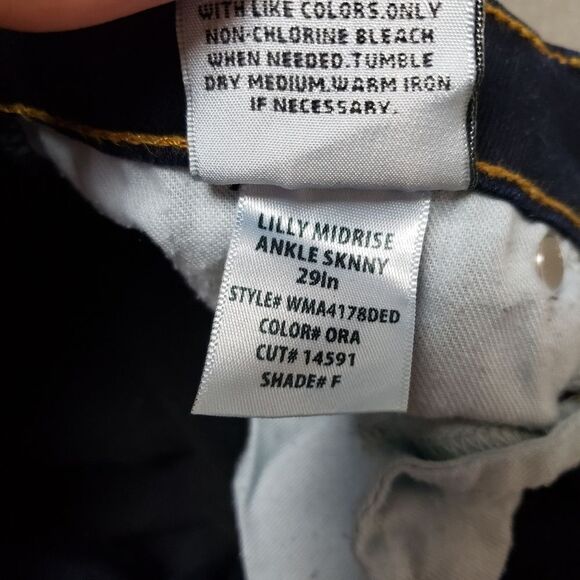 WITH LIKE COLORS.ONLY
NON-CHLORINE BLEACH
WHEN NEEDED.TUMBLE
DRY MEDIUM.WARM IRON
IF NECESSARY.
LILLY MIDRISE
ANKLE SKNNY
29In
STYLE# WMA4178DED
COLOR# ORA
CUT# 14591
SHADE# F